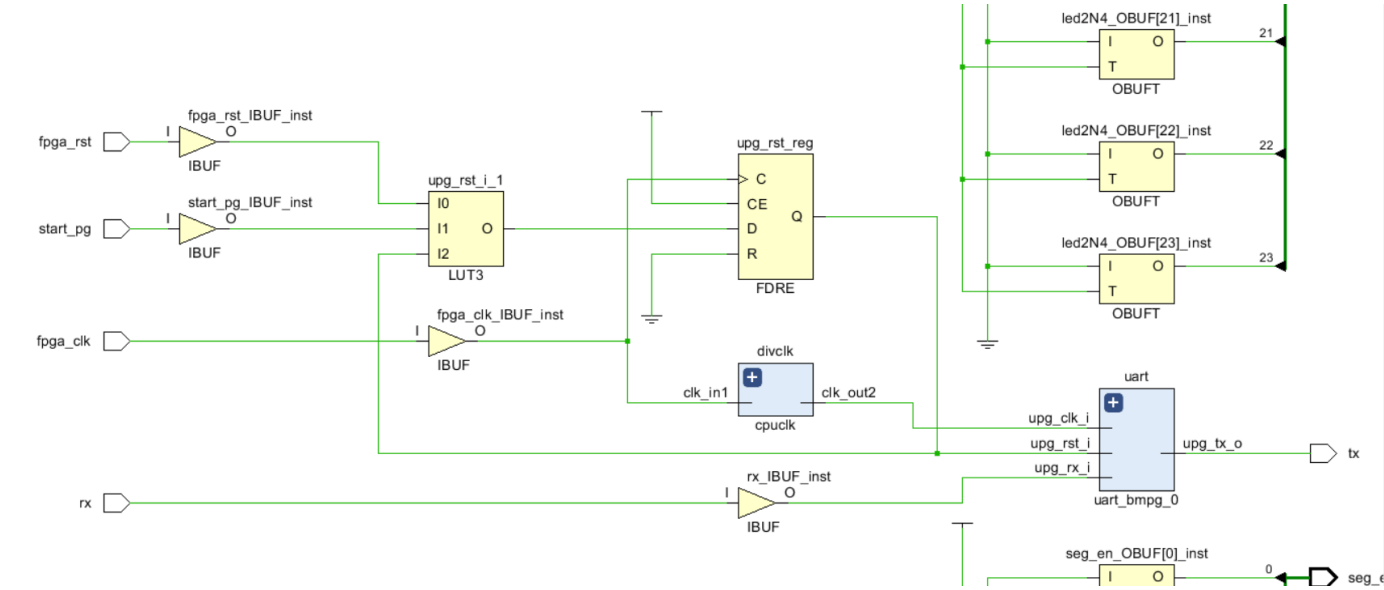 led2N4_OBUF[21]_inst
I
O
T
OBUFT
21
led2N4_OBUF[22]_inst
I
O
T
OBUFT
22
led2N4_OBUF[23]_inst
I
O
T
OBUFT
23
fpga_rst
I
fpga_rst_IBUF_inst
O
IBUF
start_pg
I
start_pg_IBUF_inst
O
IBUF
upg_rst_i_1
I0
I1
O
I2
LUT3
upg_rst_reg
C
CE
Q
D
R
FDRE
fpga_clk
I
fpga_clk_IBUF_inst
O
IBUF
divclk
clk_in1
clk_out2
cpuclk
uart
upg_clk_i
upg_rst_i
upg_rx_i
upg_tx_o
uart_bmpg_0
tx
rx
I
rx_IBUF_inst
O
IBUF
seg_en_OBUF[0]_inst
I
O
0